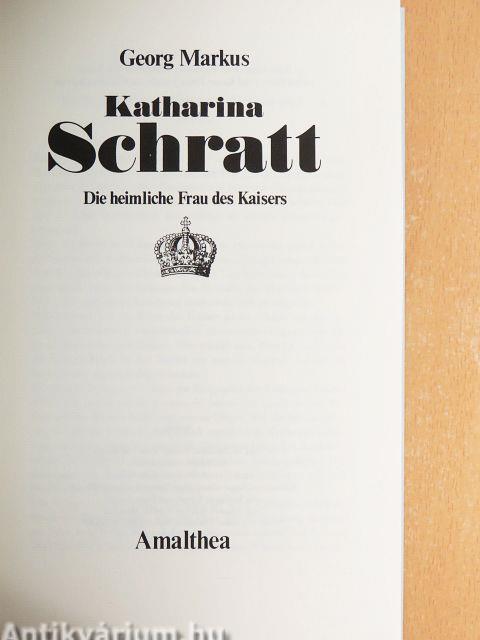 Georg Markus
Katharina
Schratt
Die heimliche Frau des Kaisers
Amalthea
Antikvárium.hu